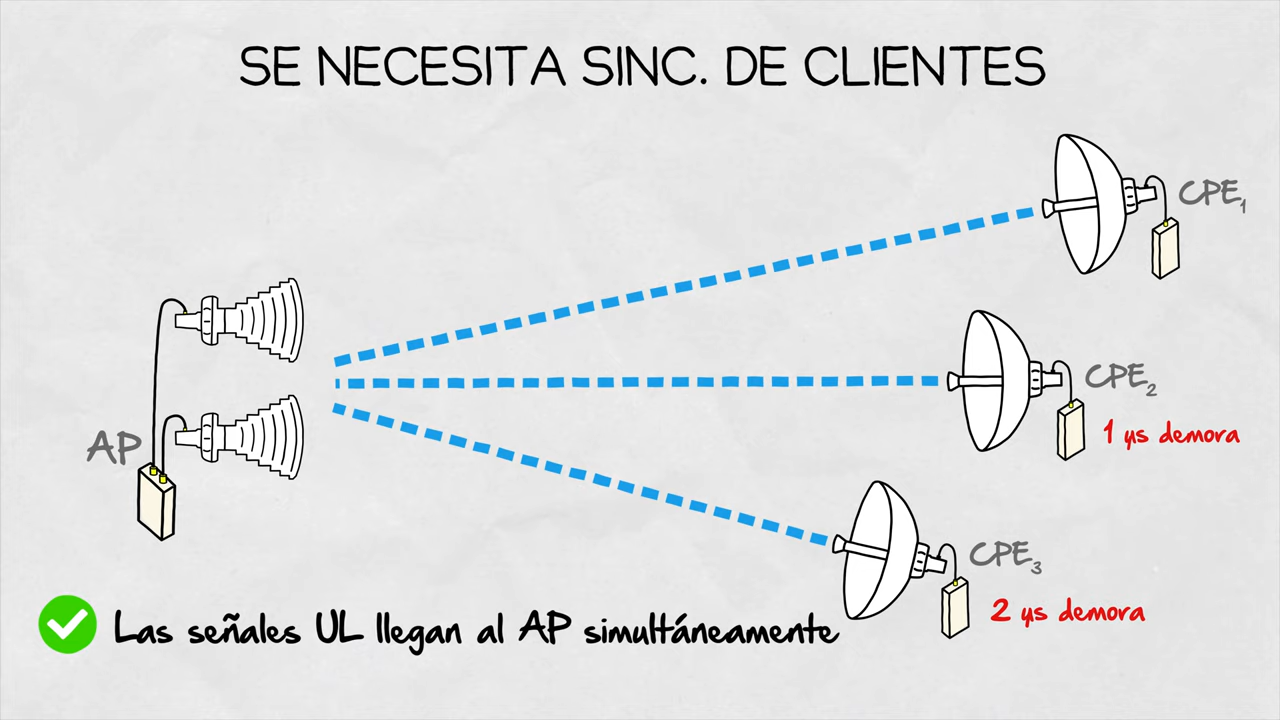 SE NECESITA SINC. DE CLIENTES
CPE1
CPE2
1 µs demora
AP
CPE3
2 µs demora
Las señales UL llegan al AP simultáneamente